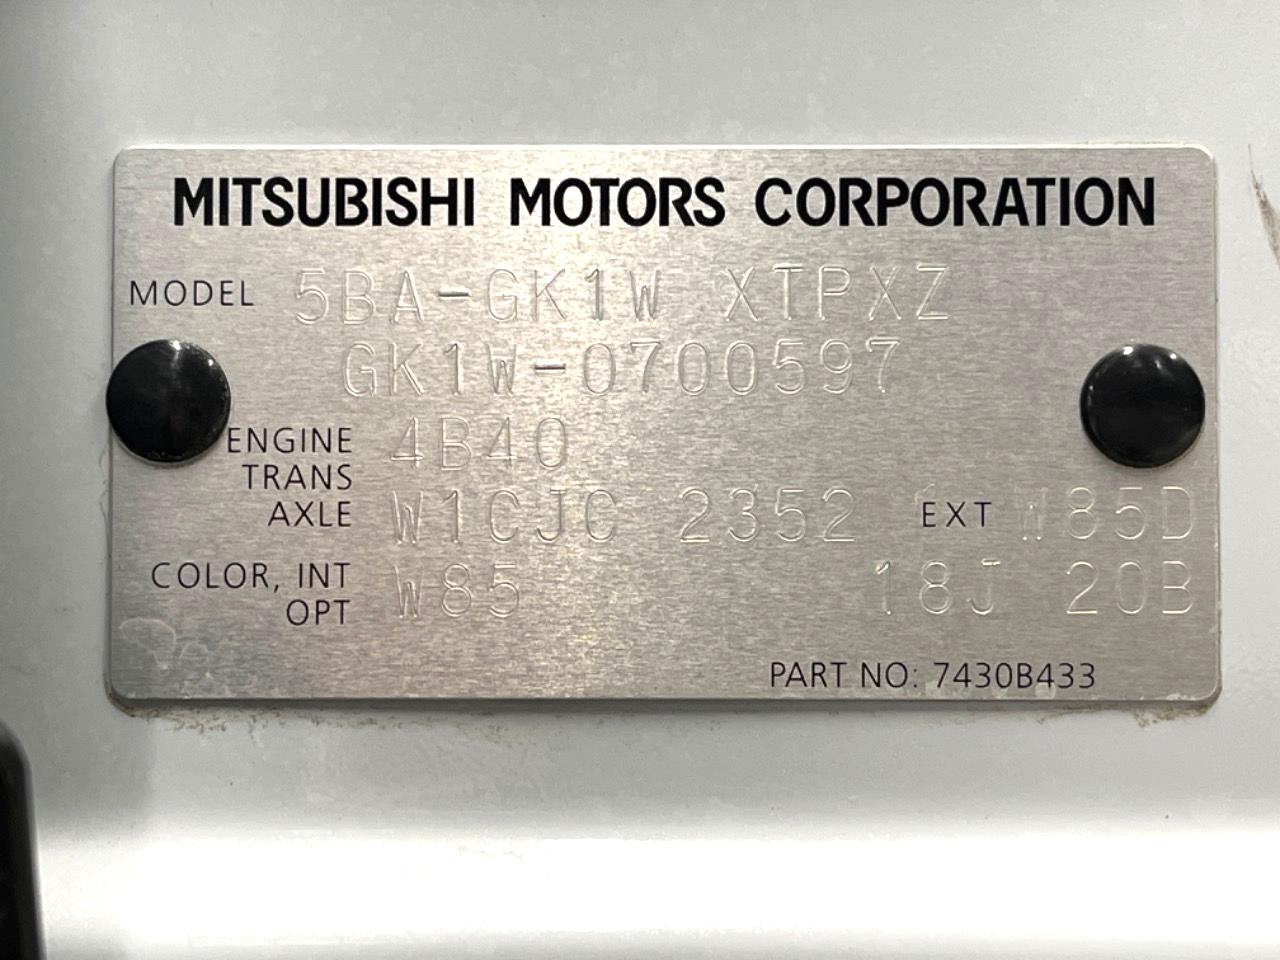 MITSUBISHI MOTORS CORPORATION
MODEL 5BA-GK1W XTPXZ
GK1W-0700597
ENGINE 4B40
TRANS
AXLE W1CJC 2352 EXT W85D
COLOR, INT
OPT W85 18J 20B
PART NO: 7430B433